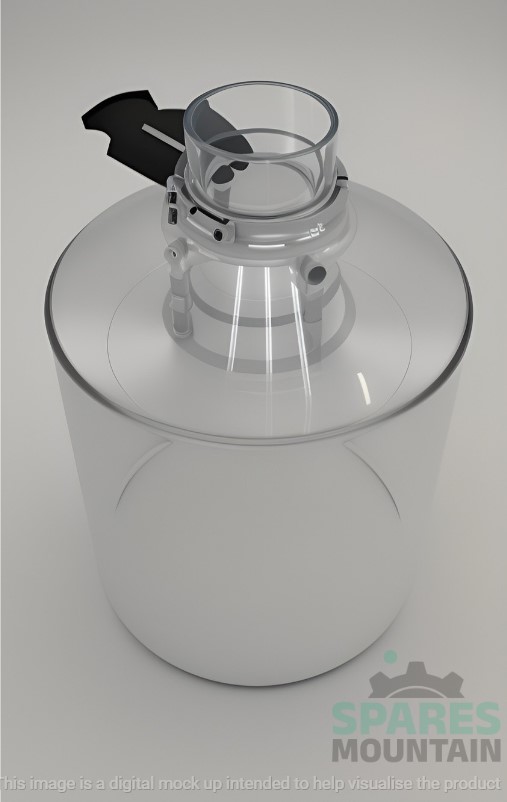 SPARES
MOUNTAIN
This image is a digital mock up intended to help visualise the product